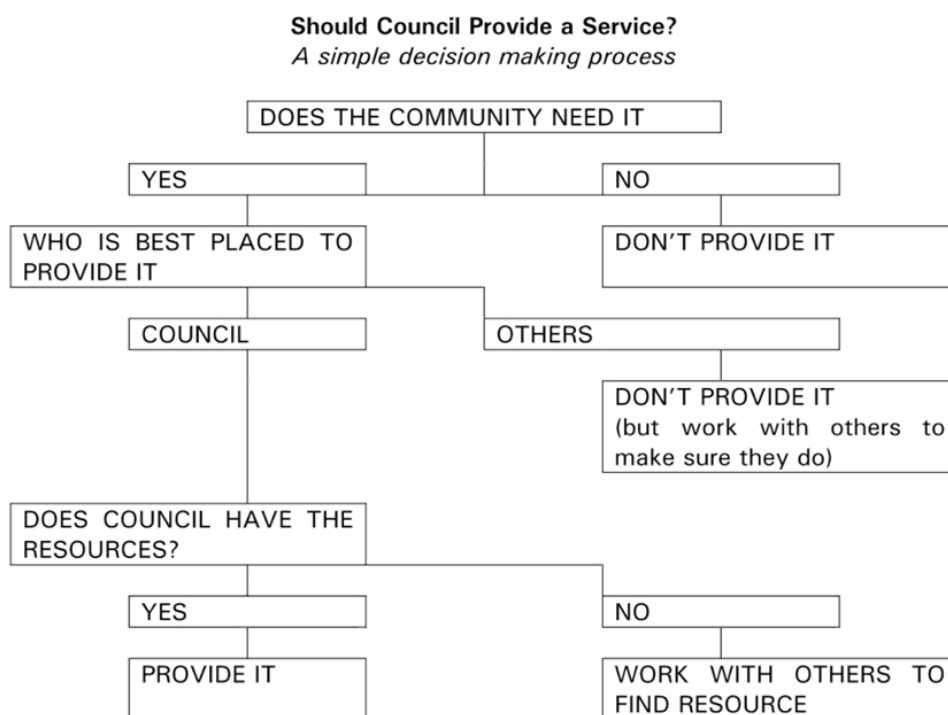 Should Council Provide a Service?
A simple decision making process
DOES THE COMMUNITY NEED IT
YES
NO
WHO IS BEST PLACED TO
PROVIDE IT
DON'T PROVIDE IT
COUNCIL
OTHERS
DON'T PROVIDE IT
(but work with others to
make sure they do)
DOES COUNCIL HAVE THE
RESOURCES?
YES
NO
PROVIDE IT
WORK WITH OTHERS TO
FIND RESOURCE